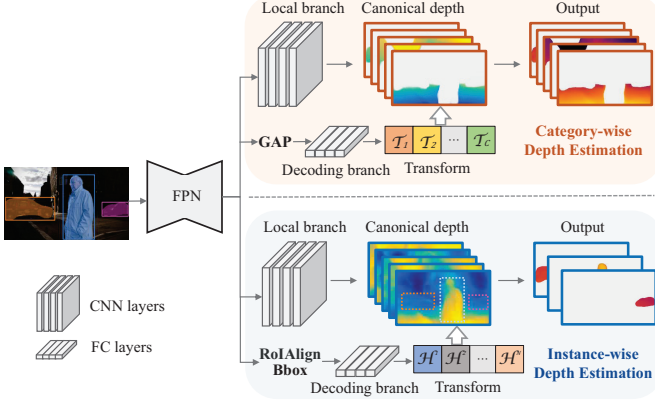 Local branch Canonical depth Output
GAP
Decoding branch
𝒯₁ 𝒯₂ ... 𝒯_C
Transform
Category-wise
Depth Estimation
FPN
Local branch Canonical depth Output
CNN layers
FC layers
RoIAlign
Bbox
Decoding branch
ℋ¹ ℋ² ... ℋᴺ
Transform
Instance-wise
Depth Estimation